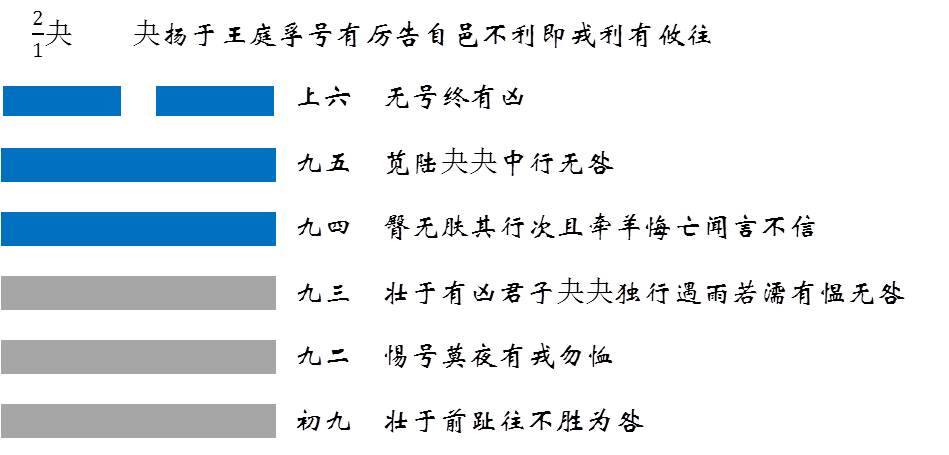 2/1夬 夬扬于王庭孚号有厉告自邑不利即戎利有攸往
上六 无号终有凶
九五 苋陆夬夬中行无咎
九四 臀无肤其行次且牵羊悔亡闻言不信
九三 壮于有凶君子夬夬独行遇雨若濡有愠无咎
九二 惕号莫夜有戎勿恤
初九 壮于前趾往不胜为咎